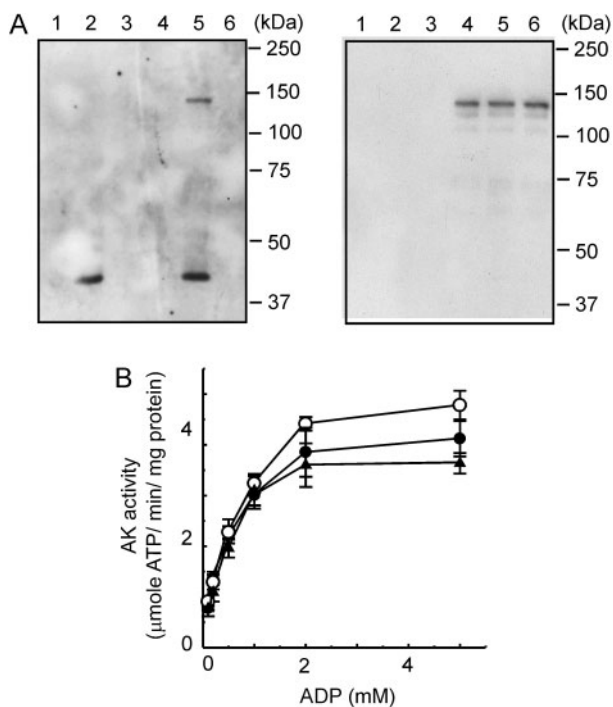 A 1 2 3 4 5 6 (kDa) 1 2 3 4 5 6 (kDa)
250 250
150 150
100 100
75 75
50 50
37 37
B
AK activity
(μmole ATP/ min/ mg protein)
4
2
0
0 2 4
ADP (mM)